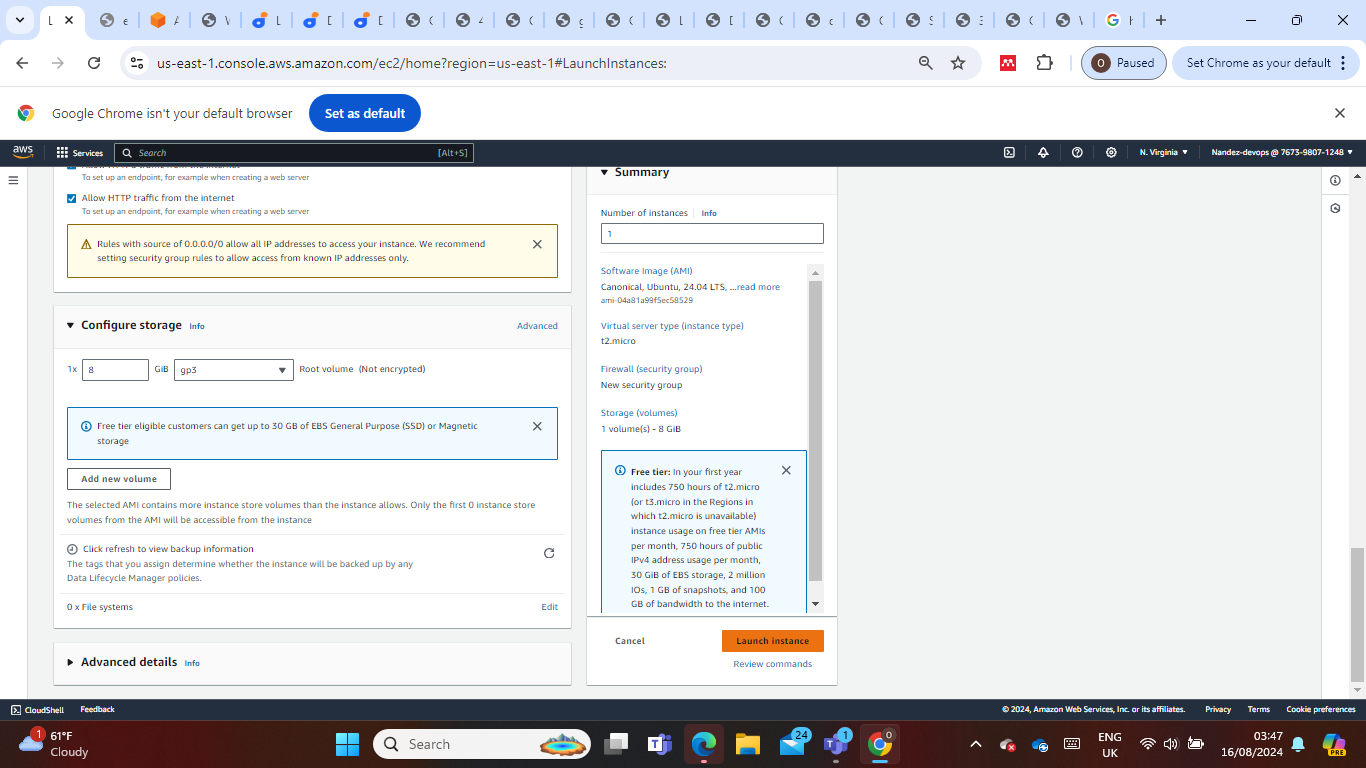 L
us-east-1.console.aws.amazon.com/ec2/home?region=us-east-1#LaunchInstances:
O Paused
Set Chrome as your default
Google Chrome isn't your default browser
Set as default
aws
Services
Search
[Alt+S]
N. Virginia
Nandez-devops @ 7673-9807-1248
To set up an endpoint, for example when creating a web server
Allow HTTP traffic from the internet
To set up an endpoint, for example when creating a web server
Rules with source of 0.0.0.0/0 allow all IP addresses to access your instance. We recommend
setting security group rules to allow access from known IP addresses only.
Configure storage Info
Advanced
1x 8 GiB gp3 Root volume (Not encrypted)
Free tier eligible customers can get up to 30 GB of EBS General Purpose (SSD) or Magnetic
storage
Add new volume
The selected AMI contains more instance store volumes than the instance allows. Only the first 0 instance store
volumes from the AMI will be accessible from the instance
Click refresh to view backup information
The tags that you assign determine whether the instance will be backed up by any
Data Lifecycle Manager policies.
0 x File systems
Edit
Advanced details Info
Summary
Number of instances Info
1
Software Image (AMI)
Canonical, Ubuntu, 24.04 LTS, ...read more
ami-04a81a99f5ec58529
Virtual server type (instance type)
t2.micro
Firewall (security group)
New security group
Storage (volumes)
1 volume(s) - 8 GiB
Free tier: In your first year
includes 750 hours of t2.micro
(or t3.micro in the Regions in
which t2.micro is unavailable)
instance usage on free tier AMIs
per month, 750 hours of public
IPv4 address usage per month,
30 GiB of EBS storage, 2 million
IOs, 1 GB of snapshots, and 100
GB of bandwidth to the internet.
Cancel
Launch instance
Review commands
CloudShell
Feedback
© 2024, Amazon Web Services, Inc. or its affiliates.
Privacy
Terms
Cookie preferences
1
61°F
Cloudy
Search
24
1
0
ENG
UK
03:47
16/08/2024
PRE